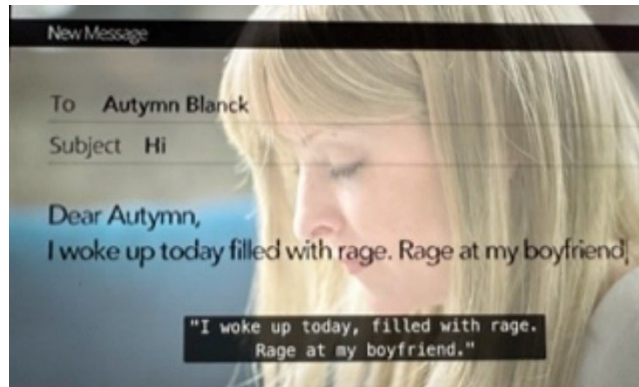 New Message
To Autymn Blanck
Subject Hi
Dear Autymn,
I woke up today filled with rage. Rage at my boyfriend
"I woke up today, filled with rage.
Rage at my boyfriend."